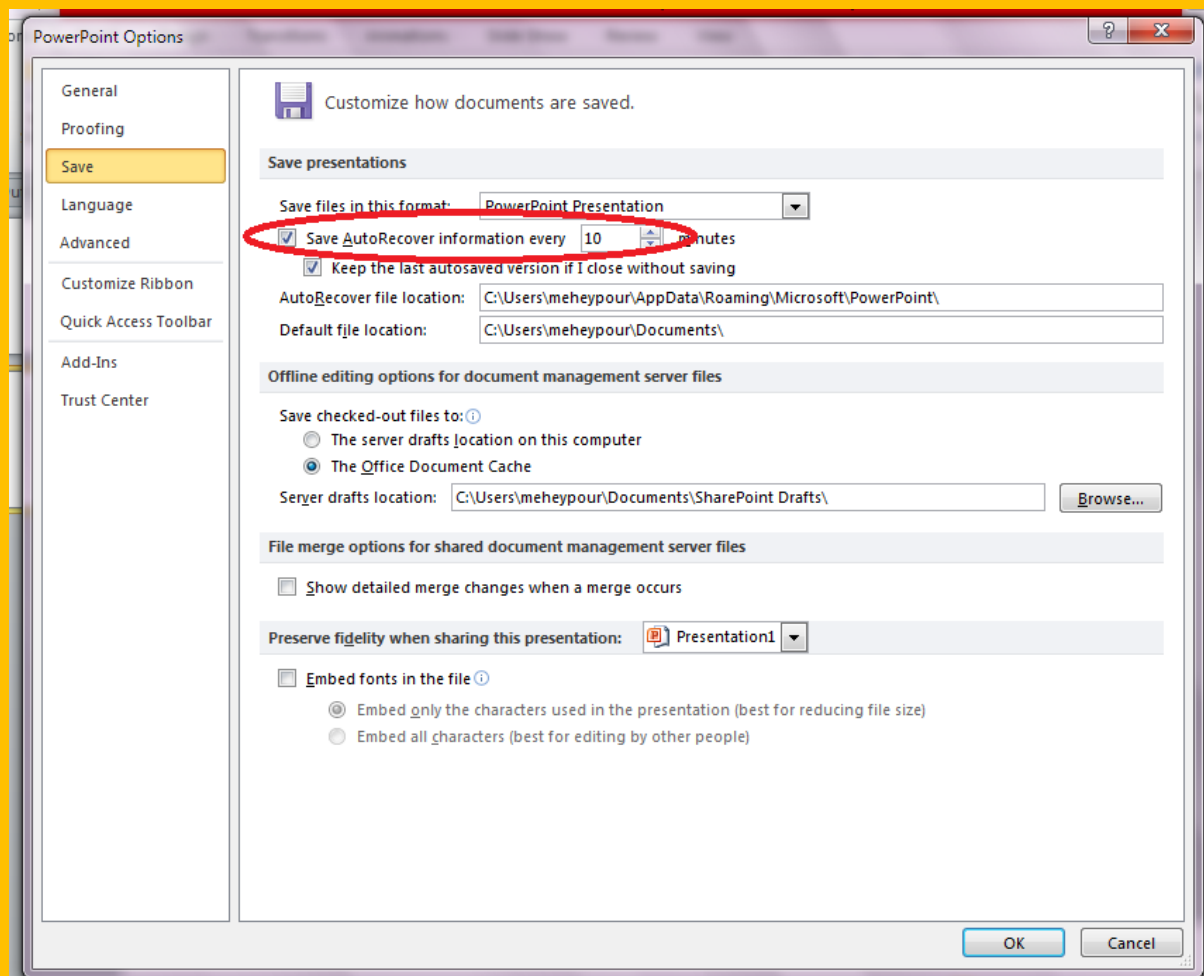 PowerPoint Options
General
Proofing
Save
Language
Advanced
Customize Ribbon
Quick Access Toolbar
Add-Ins
Trust Center
Customize how documents are saved.
Save presentations
Save files in this format: PowerPoint Presentation
Save AutoRecover information every 10 minutes
Keep the last autosaved version if I close without saving
AutoRecover file location: C:\Users\meheypour\AppData\Roaming\Microsoft\PowerPoint\
Default file location: C:\Users\meheypour\Documents\
Offline editing options for document management server files
Save checked-out files to:
The server drafts location on this computer
The Office Document Cache
Server drafts location: C:\Users\meheypour\Documents\SharePoint Drafts\ Browse...
File merge options for shared document management server files
Show detailed merge changes when a merge occurs
Preserve fidelity when sharing this presentation: Presentation1
Embed fonts in the file
Embed only the characters used in the presentation (best for reducing file size)
Embed all characters (best for editing by other people)
OK Cancel